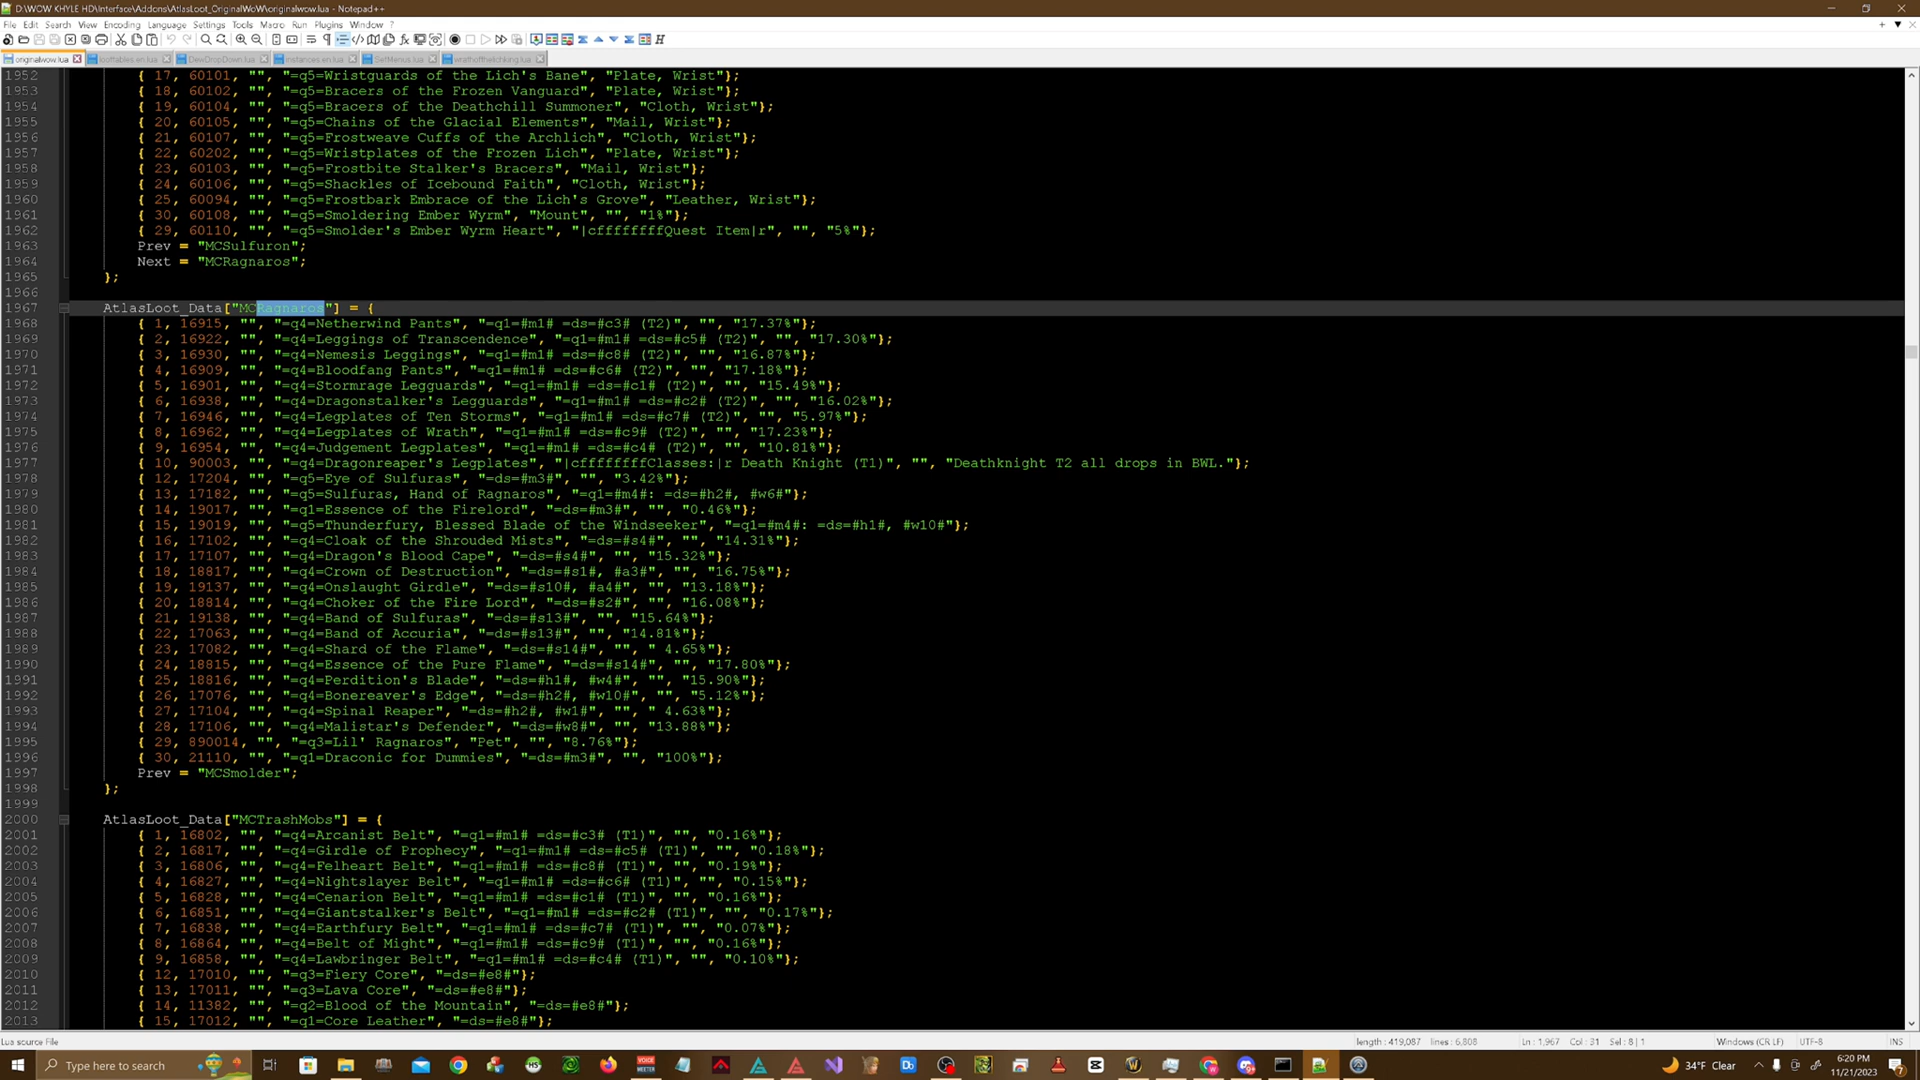 D:\WOW KHYLE HD\Interface\Addons\AtlasLoot_OriginalWoW\originalwow.lua - Notepad++
File Edit Search View Encoding Language Settings Tools Macro Run Plugins Window ?
originalwow.lua loottables.en.lua DewDropDown.lua instances.en.lua SetMenus.lua wrathofthelichking.lua
1952 { 17, 60101, "", "=q5=Wristguards of the Lich's Bane", "Plate, Wrist"};
1953 { 18, 60102, "", "=q5=Bracers of the Frozen Vanguard", "Plate, Wrist"};
1954 { 19, 60104, "", "=q5=Bracers of the Deathchill Summoner", "Cloth, Wrist"};
1955 { 20, 60105, "", "=q5=Chains of the Glacial Elements", "Mail, Wrist"};
1956 { 21, 60107, "", "=q5=Frostweave Cuffs of the Archlich", "Cloth, Wrist"};
1957 { 22, 60202, "", "=q5=Wristplates of the Frozen Lich", "Plate, Wrist"};
1958 { 23, 60103, "", "=q5=Frostbite Stalker's Bracers", "Mail, Wrist"};
1959 { 24, 60106, "", "=q5=Shackles of Icebound Faith", "Cloth, Wrist"};
1960 { 25, 60094, "", "=q5=Frostbark Embrace of the Lich's Grove", "Leather, Wrist"};
1961 { 30, 60108, "", "=q5=Smoldering Ember Wyrm", "Mount", "", "1%"};
1962 { 29, 60110, "", "=q5=Smolder's Ember Wyrm Heart", "|cffffffffQuest Item|r", "", "5%"};
1963 Prev = "MCSulfuron";
1964 Next = "MCRagnaros";
1965 };
1966
1967 AtlasLoot_Data["MCRagnaros"] = {
1968 { 1, 16915, "", "=q4=Netherwind Pants", "=q1=#m1# =ds=#c3# (T2)", "", "17.37%"};
1969 { 2, 16922, "", "=q4=Leggings of Transcendence", "=q1=#m1# =ds=#c5# (T2)", "", "17.30%"};
1970 { 3, 16930, "", "=q4=Nemesis Leggings", "=q1=#m1# =ds=#c8# (T2)", "", "16.87%"};
1971 { 4, 16909, "", "=q4=Bloodfang Pants", "=q1=#m1# =ds=#c6# (T2)", "", "17.18%"};
1972 { 5, 16901, "", "=q4=Stormrage Legguards", "=q1=#m1# =ds=#c1# (T2)", "", "15.49%"};
1973 { 6, 16938, "", "=q4=Dragonstalker's Legguards", "=q1=#m1# =ds=#c2# (T2)", "", "16.02%"};
1974 { 7, 16946, "", "=q4=Legplates of Ten Storms", "=q1=#m1# =ds=#c7# (T2)", "", "5.97%"};
1975 { 8, 16962, "", "=q4=Legplates of Wrath", "=q1=#m1# =ds=#c9# (T2)", "", "17.23%"};
1976 { 9, 16954, "", "=q4=Judgement Legplates", "=q1=#m1# =ds=#c4# (T2)", "", "10.81%"};
1977 { 10, 90003, "", "=q4=Dragonreaper's Legplates", "|cffffffffClasses:|r Death Knight (T1)", "", "Deathknight T2 all drops in BWL."};
1978 { 12, 17204, "", "=q5=Eye of Sulfuras", "=ds=#m3#", "", "3.42%"};
1979 { 13, 17182, "", "=q5=Sulfuras, Hand of Ragnaros", "=q1=#m4#: =ds=#h2#, #w6#"};
1980 { 14, 19017, "", "=q1=Essence of the Firelord", "=ds=#m3#", "", "0.46%"};
1981 { 15, 19019, "", "=q5=Thunderfury, Blessed Blade of the Windseeker", "=q1=#m4#: =ds=#h1#, #w10#"};
1982 { 16, 17102, "", "=q4=Cloak of the Shrouded Mists", "=ds=#s4#", "", "14.31%"};
1983 { 17, 17107, "", "=q4=Dragon's Blood Cape", "=ds=#s4#", "", "15.32%"};
1984 { 18, 18817, "", "=q4=Crown of Destruction", "=ds=#s1#, #a3#", "", "16.75%"};
1985 { 19, 19137, "", "=q4=Onslaught Girdle", "=ds=#s10#, #a4#", "", "13.18%"};
1986 { 20, 18814, "", "=q4=Choker of the Fire Lord", "=ds=#s2#", "", "16.08%"};
1987 { 21, 19138, "", "=q4=Band of Sulfuras", "=ds=#s13#", "", "15.64%"};
1988 { 22, 17063, "", "=q4=Band of Accuria", "=ds=#s13#", "", "14.81%"};
1989 { 23, 17082, "", "=q4=Shard of the Flame", "=ds=#s14#", "", " 4.65%"};
1990 { 24, 18815, "", "=q4=Essence of the Pure Flame", "=ds=#s14#", "", "17.80%"};
1991 { 25, 18816, "", "=q4=Perdition's Blade", "=ds=#h1#, #w4#", "", "15.90%"};
1992 { 26, 17076, "", "=q4=Bonereaver's Edge", "=ds=#h2#, #w10#", "", "5.12%"};
1993 { 27, 17104, "", "=q4=Spinal Reaper", "=ds=#h2#, #w1#", "", " 4.63%"};
1994 { 28, 17106, "", "=q4=Malistar's Defender", "=ds=#w8#", "", "13.88%"};
1995 { 29, 890014, "", "=q3=Lil' Ragnaros", "Pet", "", "8.76%"};
1996 { 30, 21110, "", "=q1=Draconic for Dummies", "=ds=#m3#", "", "100%"};
1997 Prev = "MCSmolder";
1998 };
1999
2000 AtlasLoot_Data["MCTrashMobs"] = {
2001 { 1, 16802, "", "=q4=Arcanist Belt", "=q1=#m1# =ds=#c3# (T1)", "", "0.16%"};
2002 { 2, 16817, "", "=q4=Girdle of Prophecy", "=q1=#m1# =ds=#c5# (T1)", "", "0.18%"};
2003 { 3, 16806, "", "=q4=Felheart Belt", "=q1=#m1# =ds=#c8# (T1)", "", "0.19%"};
2004 { 4, 16827, "", "=q4=Nightslayer Belt", "=q1=#m1# =ds=#c6# (T1)", "", "0.15%"};
2005 { 5, 16828, "", "=q4=Cenarion Belt", "=q1=#m1# =ds=#c1# (T1)", "", "0.16%"};
2006 { 6, 16851, "", "=q4=Giantstalker's Belt", "=q1=#m1# =ds=#c2# (T1)", "", "0.17%"};
2007 { 7, 16838, "", "=q4=Earthfury Belt", "=q1=#m1# =ds=#c7# (T1)", "", "0.07%"};
2008 { 8, 16864, "", "=q4=Belt of Might", "=q1=#m1# =ds=#c9# (T1)", "", "0.16%"};
2009 { 9, 16858, "", "=q4=Lawbringer Belt", "=q1=#m1# =ds=#c4# (T1)", "", "0.10%"};
2010 { 12, 17010, "", "=q3=Fiery Core", "=ds=#e8#"};
2011 { 13, 17011, "", "=q3=Lava Core", "=ds=#e8#"};
2012 { 14, 11382, "", "=q2=Blood of the Mountain", "=ds=#e8#"};
2013 { 15, 17012, "", "=q1=Core Leather", "=ds=#e8#"};
Lua source File length : 419,087 lines : 6,808 Ln : 1,967 Col : 31 Sel : 8 | 1 Windows (CR LF) UTF-8 INS
Type here to search 34°F Clear 6:20 PM
11/21/2023